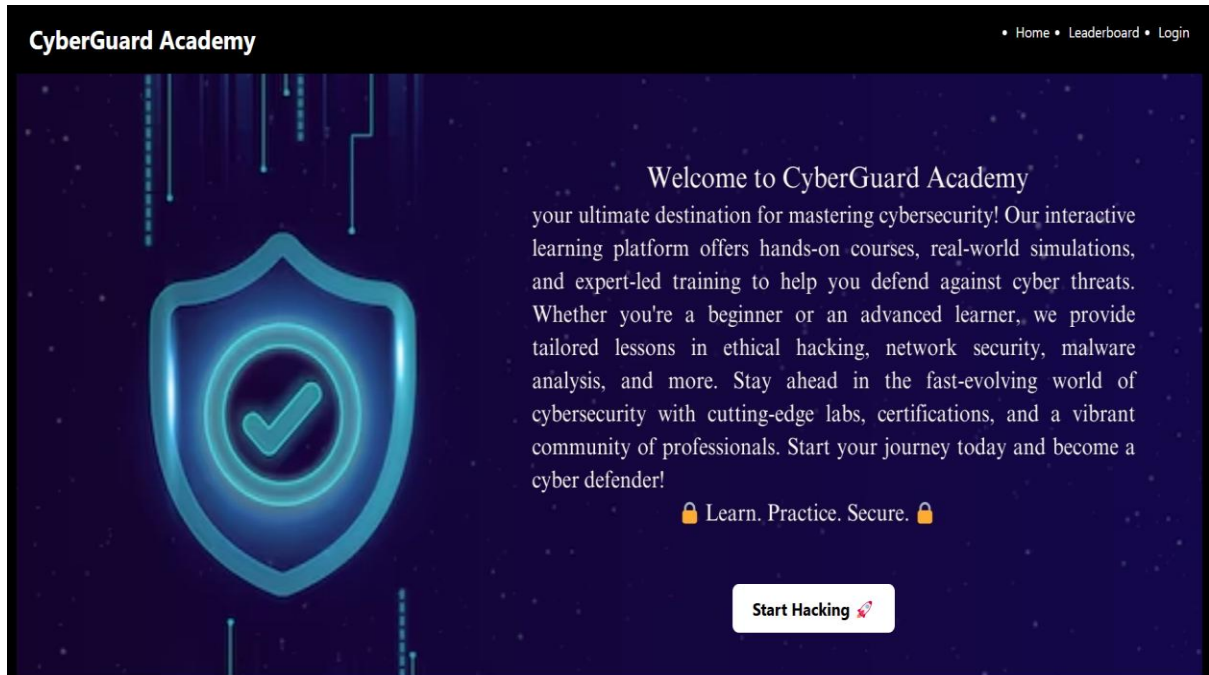 CyberGuard Academy
• Home • Leaderboard • Login
Welcome to CyberGuard Academy
your ultimate destination for mastering cybersecurity! Our interactive
learning platform offers hands-on courses, real-world simulations,
and expert-led training to help you defend against cyber threats.
Whether you're a beginner or an advanced learner, we provide
tailored lessons in ethical hacking, network security, malware
analysis, and more. Stay ahead in the fast-evolving world of
cybersecurity with cutting-edge labs, certifications, and a vibrant
community of professionals. Start your journey today and become a
cyber defender!
🔒 Learn. Practice. Secure. 🔒
Start Hacking 🚀